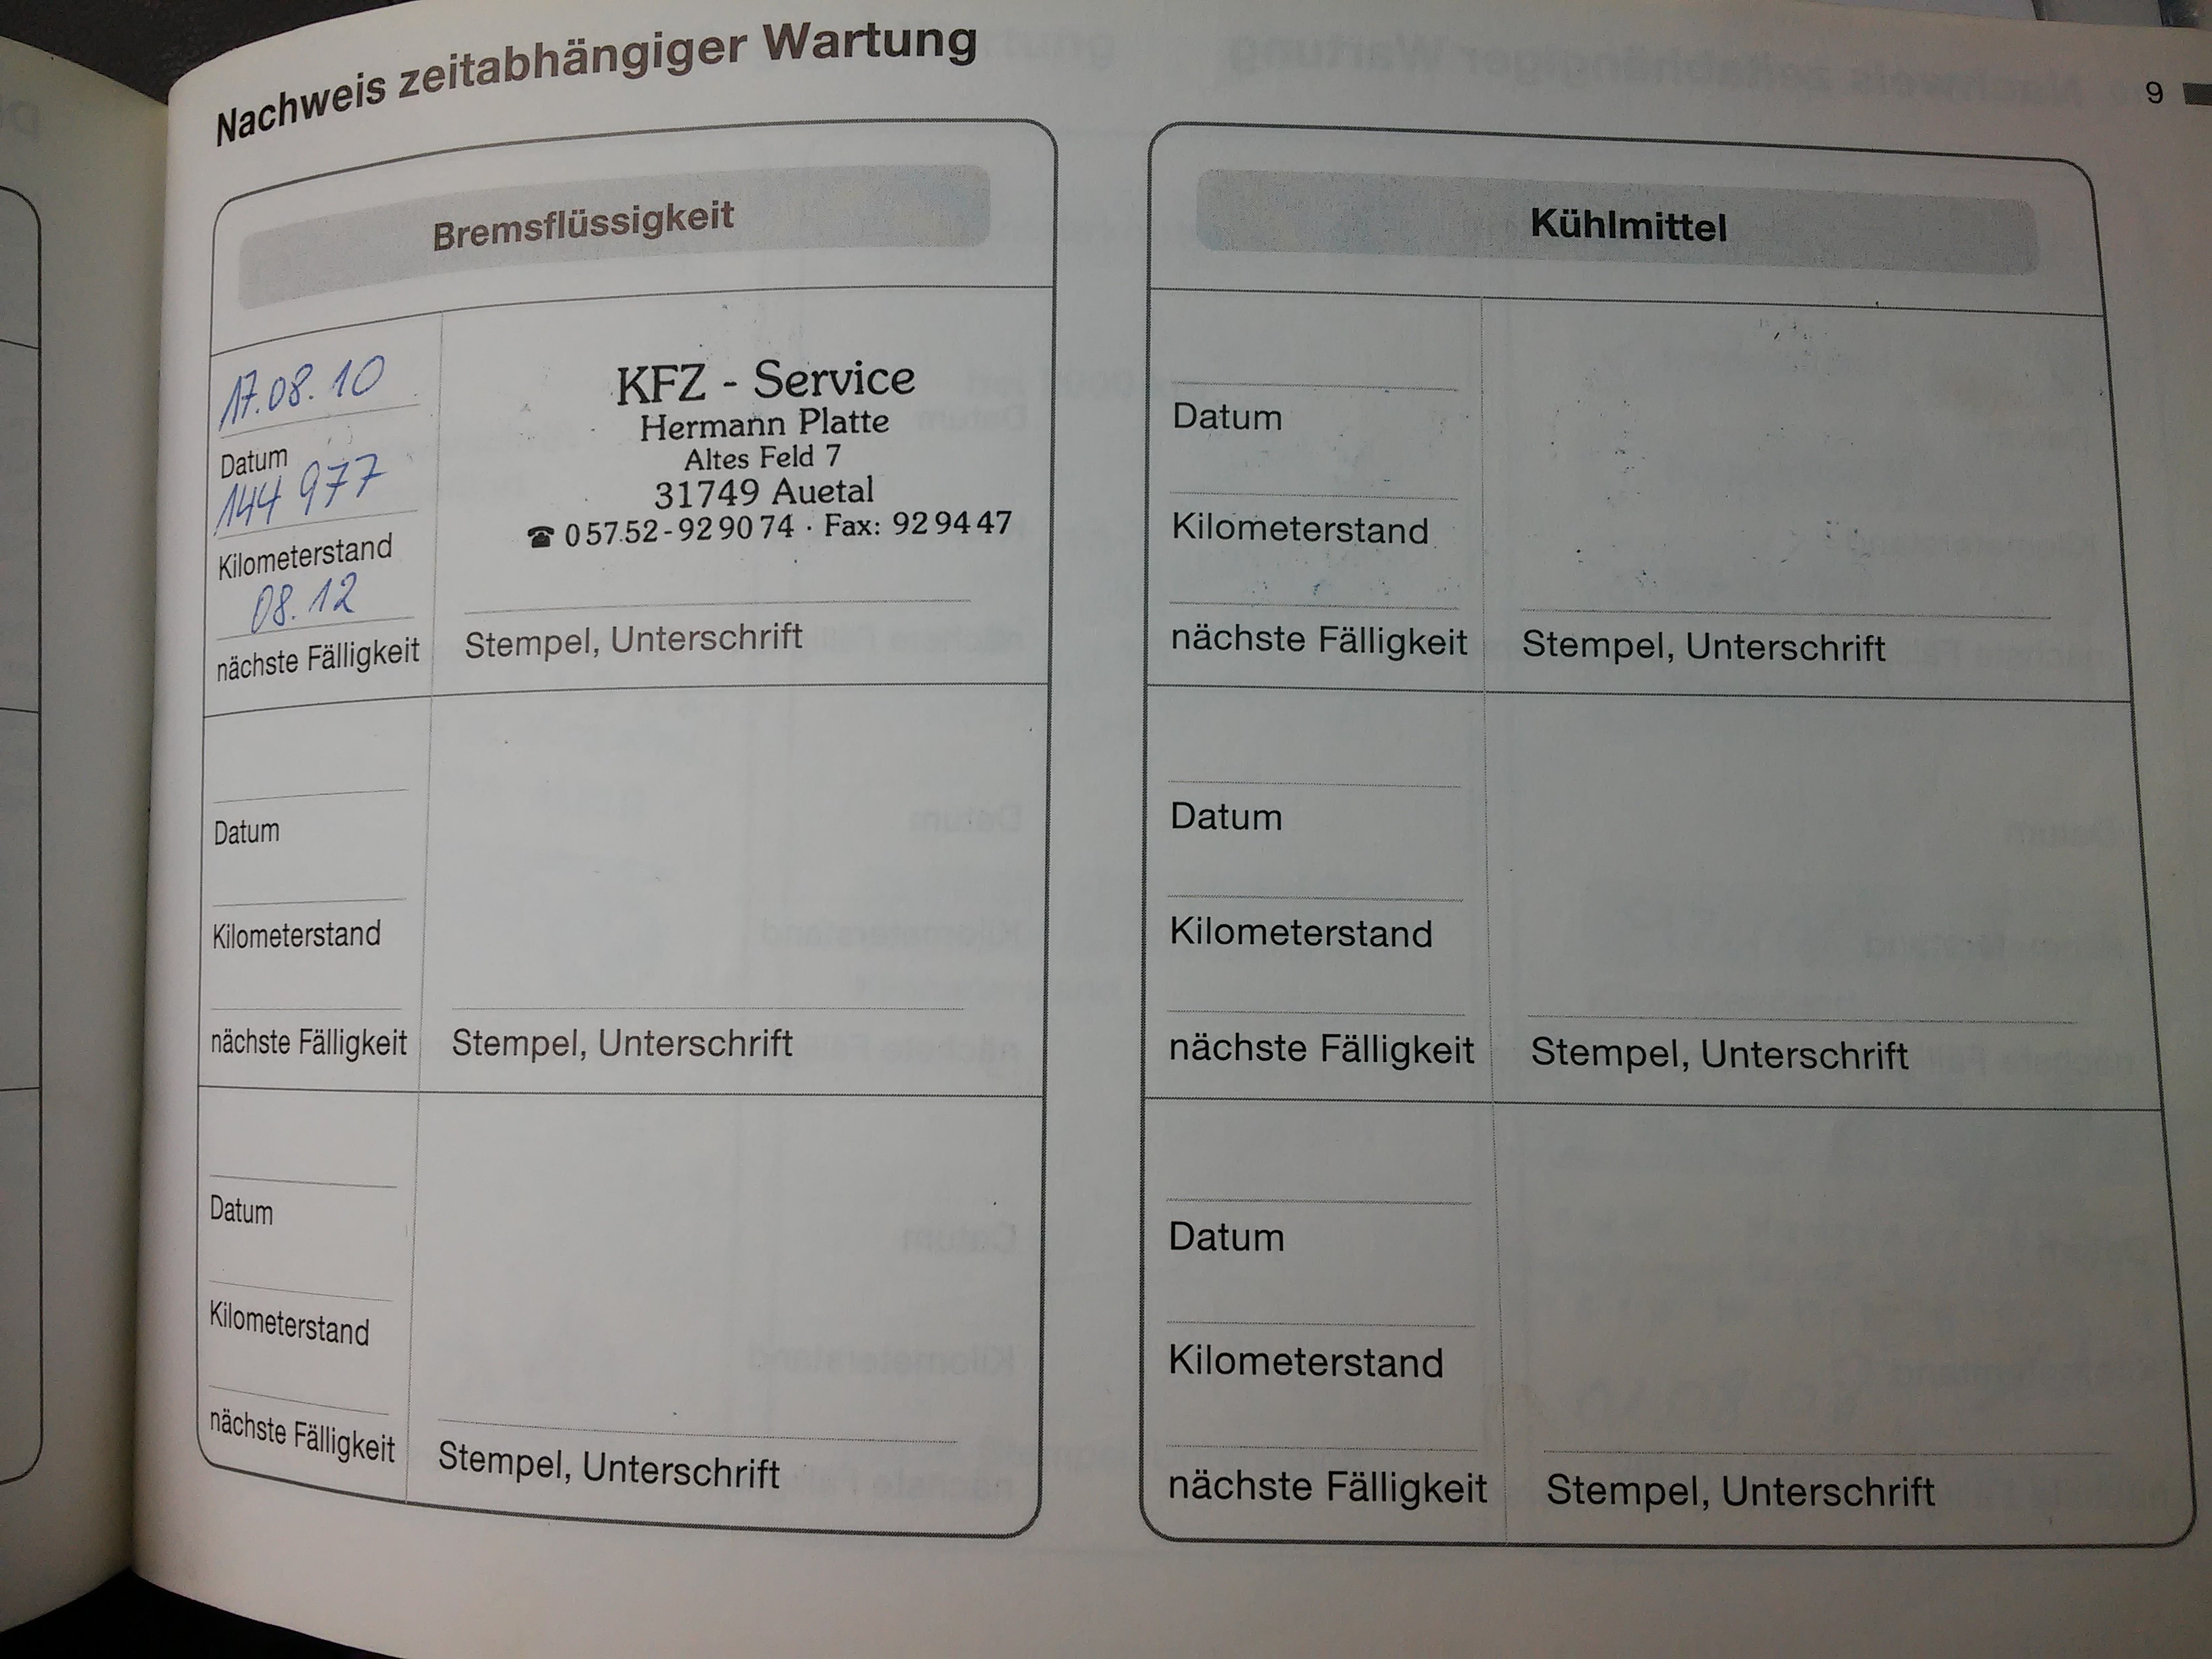 Nachweis zeitabhängiger Wartung
9
Bremsflüssigkeit
17.08.10
Datum
144 977
Kilometerstand
08.12
nächste Fälligkeit
KFZ - Service
Hermann Platte
Altes Feld 7
31749 Auetal
☎ 05752-929074 · Fax: 929447
Stempel, Unterschrift
Datum
Kilometerstand
nächste Fälligkeit
Stempel, Unterschrift
Datum
Kilometerstand
nächste Fälligkeit
Stempel, Unterschrift
Kühlmittel
Datum
Kilometerstand
nächste Fälligkeit
Stempel, Unterschrift
Datum
Kilometerstand
nächste Fälligkeit
Stempel, Unterschrift
Datum
Kilometerstand
nächste Fälligkeit
Stempel, Unterschrift